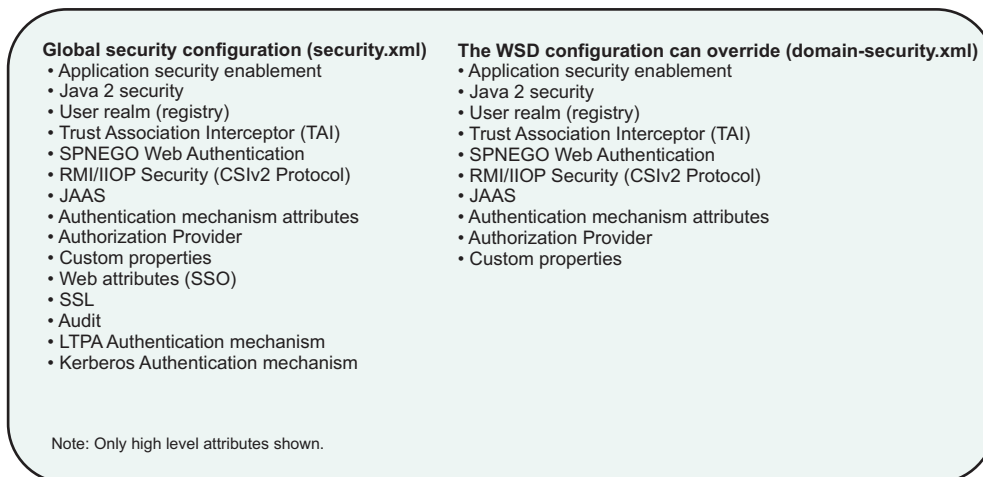 Global security configuration (security.xml)
• Application security enablement
• Java 2 security
• User realm (registry)
• Trust Association Interceptor (TAI)
• SPNEGO Web Authentication
• RMI/IIOP Security (CSIv2 Protocol)
• JAAS
• Authentication mechanism attributes
• Authorization Provider
• Custom properties
• Web attributes (SSO)
• SSL
• Audit
• LTPA Authentication mechanism
• Kerberos Authentication mechanism
The WSD configuration can override (domain-security.xml)
• Application security enablement
• Java 2 security
• User realm (registry)
• Trust Association Interceptor (TAI)
• SPNEGO Web Authentication
• RMI/IIOP Security (CSIv2 Protocol)
• JAAS
• Authentication mechanism attributes
• Authorization Provider
• Custom properties
Note: Only high level attributes shown.